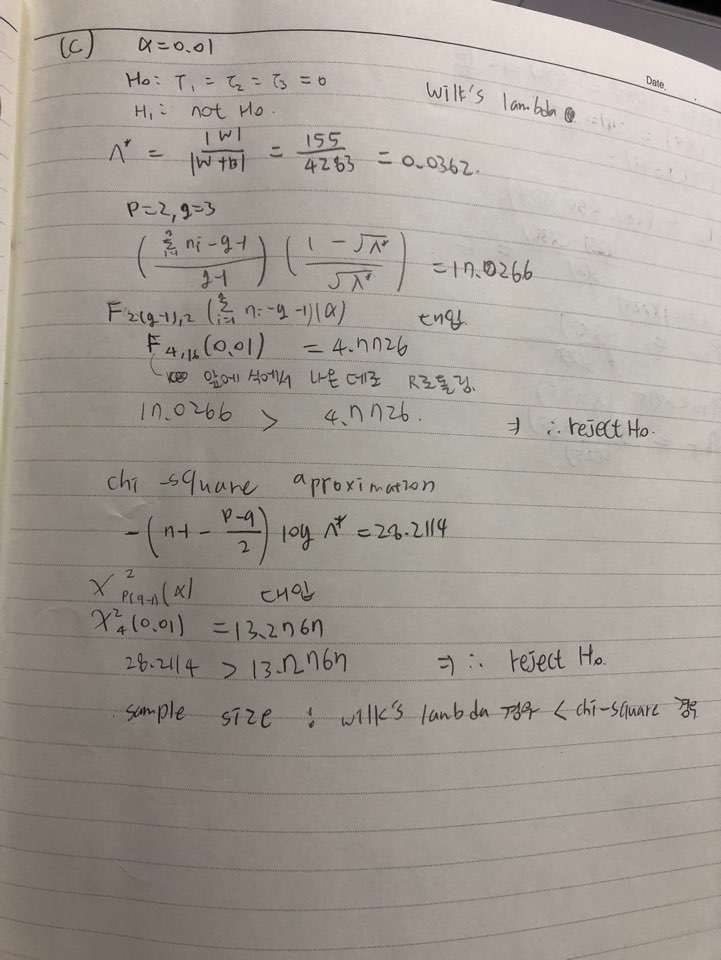 (C) α=0.01
Date.
H₀: τ₁ = τ₂ = τ₃ = 0
Wilk's lambda
H₁: not H₀.
Λ* = |W| / |W+B| = 155 / 4283 = 0.0362.
P=2, g=3
( (Σ nᵢ - g - 1) / (g-1) ) ( (1 - √Λ*) / √Λ* ) = 17.0266
F 2(g-1), 2 (Σ nᵢ - g - 1) (α) 대입
F₄,₁₆(0.01) = 4.7726
앞에 식에서 나온 데로 R로 돌림.
17.0266 > 4.7726. ⇒ ∴ reject H₀.
chi-square aproximation
- (n-1 - (P-g)/2) log Λ* = 28.2114
χ² P(g-1) (α) 대입
χ²₄(0.01) = 13.2767
28.2114 > 13.2767 ⇒ ∴ reject H₀.
sample size : wilk's lambda 경우 < chi-square 경우